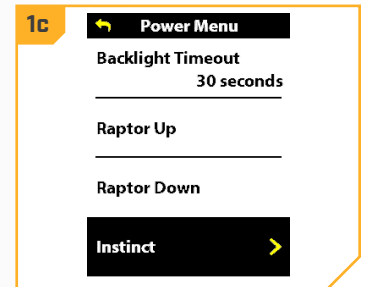 1c
Power Menu
Backlight Timeout
30 seconds
Raptor Up
Raptor Down
Instinct